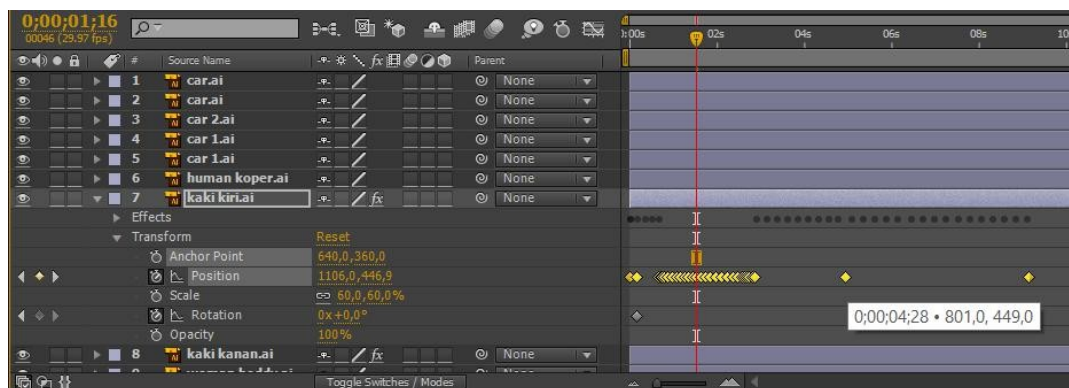 0;00;01;16
00046 (29.97 fps)
):00s 02s 04s 06s 08s 10
# Source Name fx Parent
1 car.ai None
2 car.ai None
3 car 2.ai None
4 car 1.ai None
5 car 1.ai None
6 human koper.ai None
7 kaki kiri.ai fx None
Effects
Transform Reset
Anchor Point 640,0,360,0
Position 1106,0,446,9
Scale 60,0,60,0%
Rotation 0x+0,0°
0;00;04;28 • 801,0, 449,0
Opacity 100%
8 kaki kanan.ai fx None
Toggle Switches / Modes